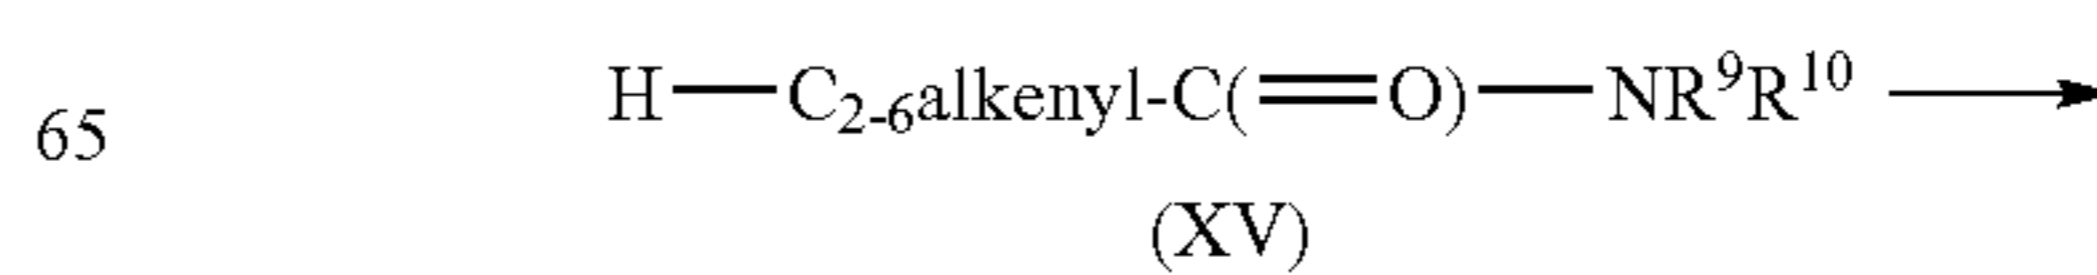 65 H—C₂₋₆alkenyl-C(═O)—NR⁹R¹⁰ ⟶
(XV)